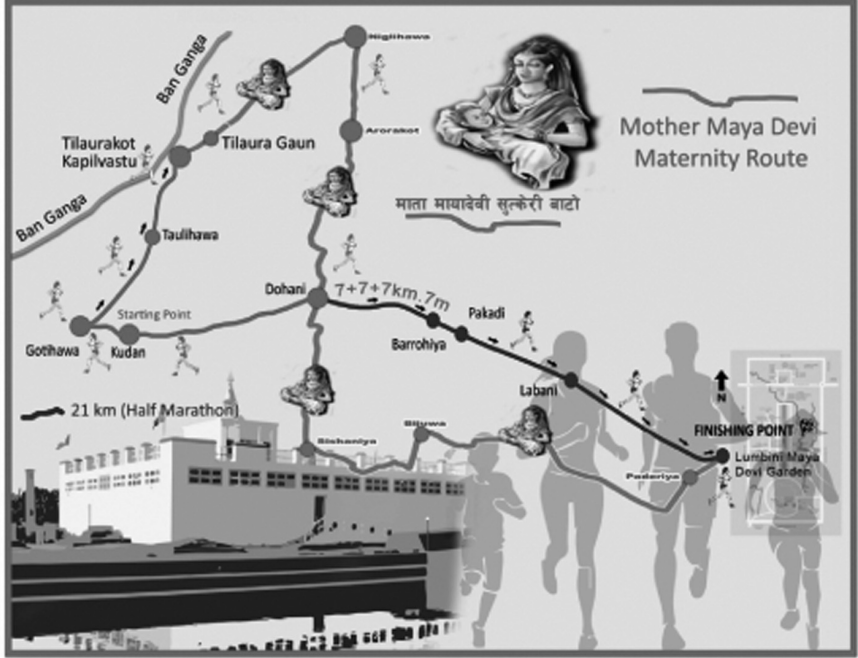 Niglihawa
Ban Ganga
Arorakot
Mother Maya Devi
Maternity Route
Tilaurakot
Kapilvastu
Tilaura Gaun
माता मायादेवी सुत्केरी बाटो
Ban Ganga
Taulihawa
Dohani
7+7+7km.7m
Starting Point
Pakadi
Gotihawa
Kudan
Barrohiya
Labani
N
21 km (Half Marathon)
FINISHING POINT
Bishaniya
Lumbini Maya
Devi Garden
Paderiya